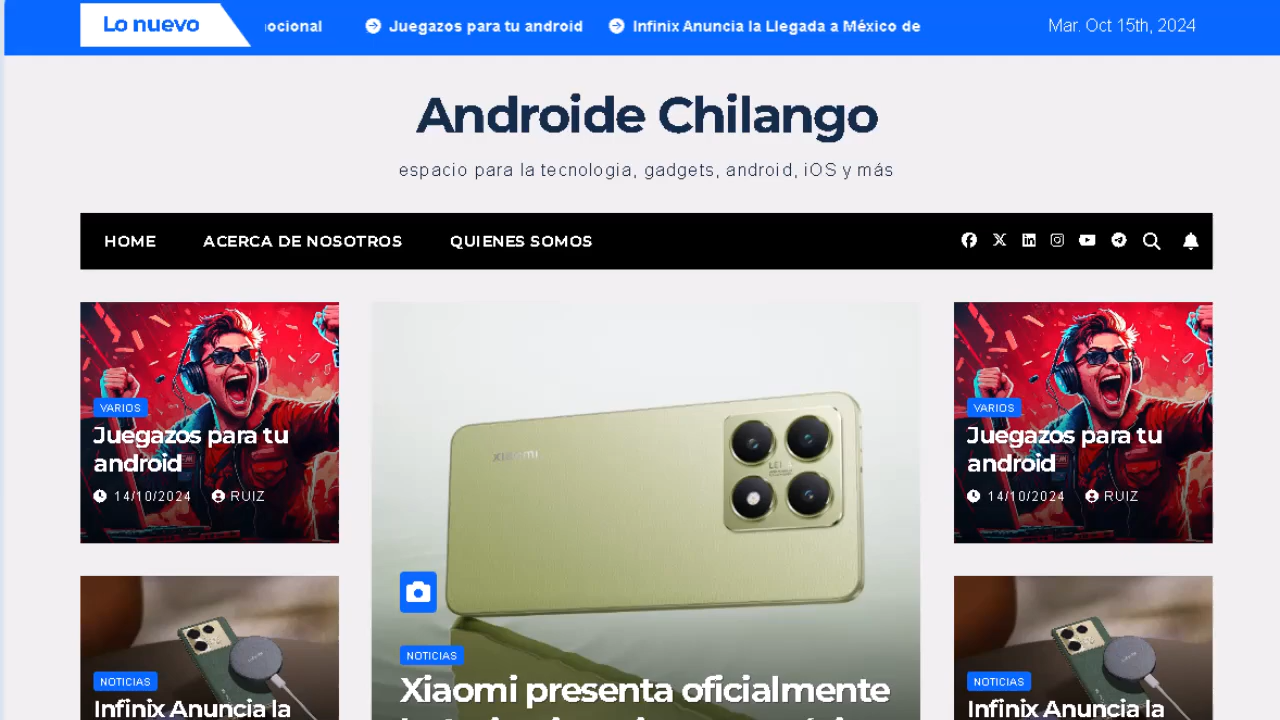 Lo nuevo
Juegazos para tu android
Infinix Anuncia la Llegada a México de
Mar. Oct 15th, 2024
Androide Chilango
espacio para la tecnologia, gadgets, android, iOS y más
HOME
ACERCA DE NOSOTROS
QUIENES SOMOS
VARIOS
Juegazos para tu
android
14/10/2024
RUIZ
NOTICIAS
Infinix Anuncia la
xiaomi
NOTICIAS
Xiaomi presenta oficialmente
VARIOS
Juegazos para tu
android
14/10/2024
RUIZ
NOTICIAS
Infinix Anuncia la